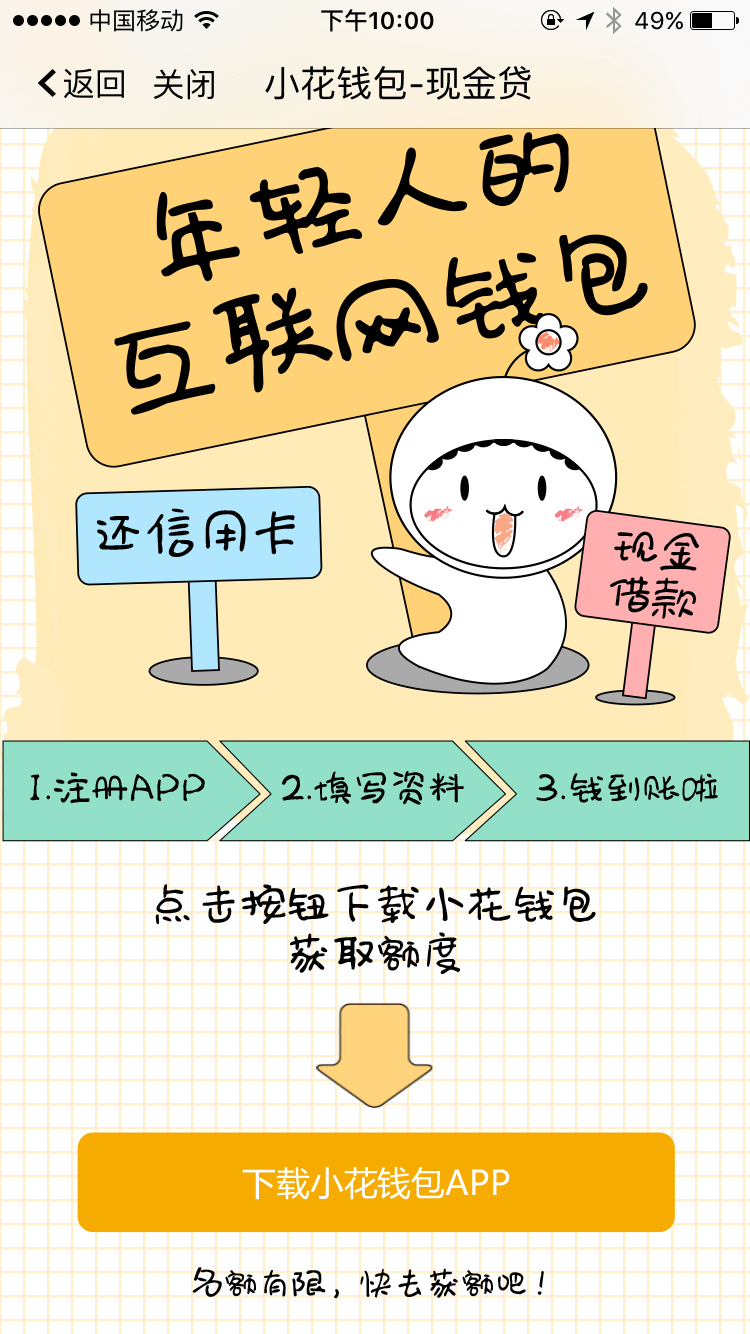 中国移动 下午10:00 49%
返回 关闭 小花钱包-现金贷
年轻人的
互联网钱包
还信用卡
现金
借款
1.注册APP 2.填写资料 3.钱到账啦
点击按钮下载小花钱包
获取额度
下载小花钱包APP
名额有限，快去获额吧！